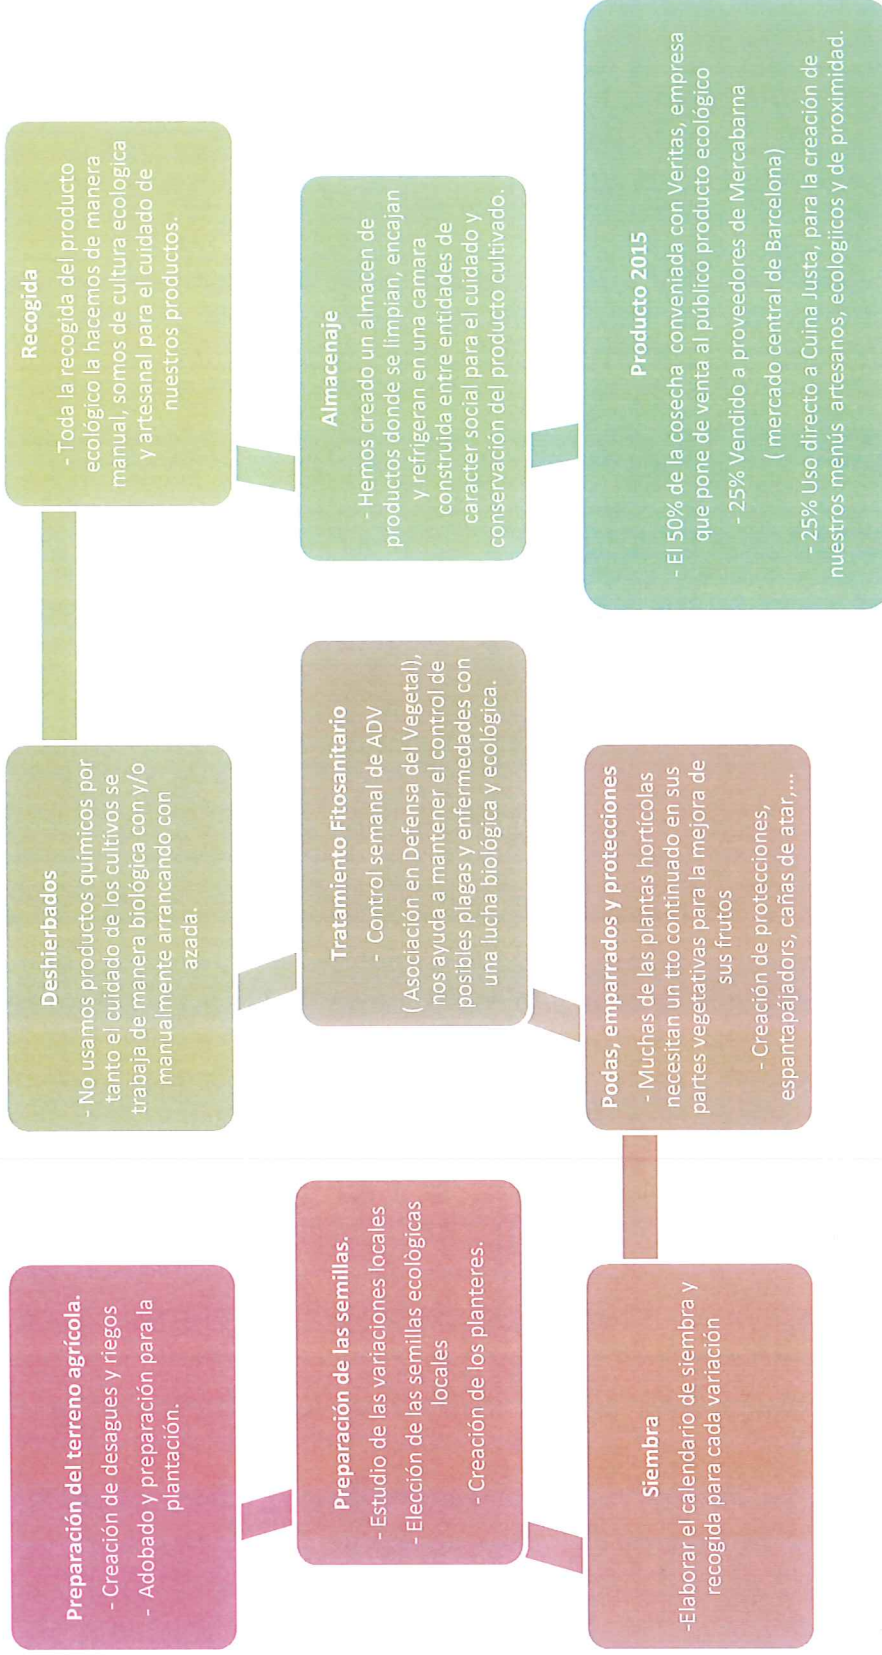 Preparación del terreno agrícola.
- Creación de desagues y riegos
- Adobado y preparación para la
plantación.
Preparación de las semillas.
- Estudio de las variaciones locales
- Elección de las semillas ecològicas
locales
- Creación de los planteres.
Siembra
-Elaborar el calendario de siembra y
recogida para cada variación
Podas, emparrados y protecciones
- Muchas de las plantas hortícolas
necesitan un tto continuado en sus
partes vegetativas para la mejora de
sus frutos
- Creación de protecciones,
espantapájadors, cañas de atar,...
Tratamiento Fitosanitario
- Control semanal de ADV
( Asociación en Defensa del Vegetal),
nos ayuda a mantener el control de
posibles plagas y enfermedades con
una lucha biológica y ecológica.
Deshierbados
- No usamos productos químicos por
tanto el cuidado de los cultivos se
trabaja de manera biológica con y/o
manualmente arrancando con
azada.
Recogida
- Toda la recogida del producto
ecológico la hacemos de manera
manual, somos de cultura ecologica
y artesanal para el cuidado de
nuestros productos.
Almacenaje
- Hemos creado un almacen de
productos donde se limpian, encajan
y refrigeran en una camara
construida entre entidades de
caracter social para el cuidado y
conservación del producto cultivado.
Producto 2015
- El 50% de la cosecha conveniada con Veritas, empresa
que pone de venta al público producto ecológico
- 25% Vendido a proveedores de Mercabarna
( mercado central de Barcelona)
- 25% Uso directo a Cuina Justa, para la creación de
nuestros menús artesanos, ecologiicos y de proximidad.